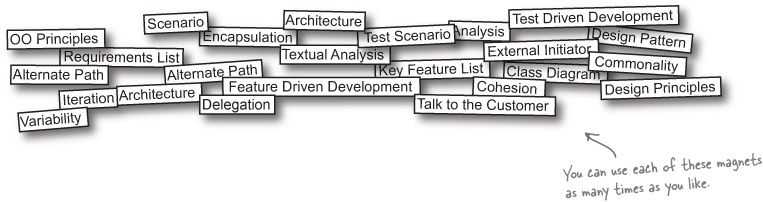 Scenario
Architecture
Test Driven Development
OO Principles
Encapsulation
Test Scenario
Analysis
Design Pattern
Requirements List
Textual Analysis
External Initiator
Commonality
Alternate Path
Alternate Path
Key Feature List
Class Diagram
Iteration
Architecture
Feature Driven Development
Cohesion
Design Principles
Variability
Delegation
Talk to the Customer
You can use each of these magnets
as many times as you like.